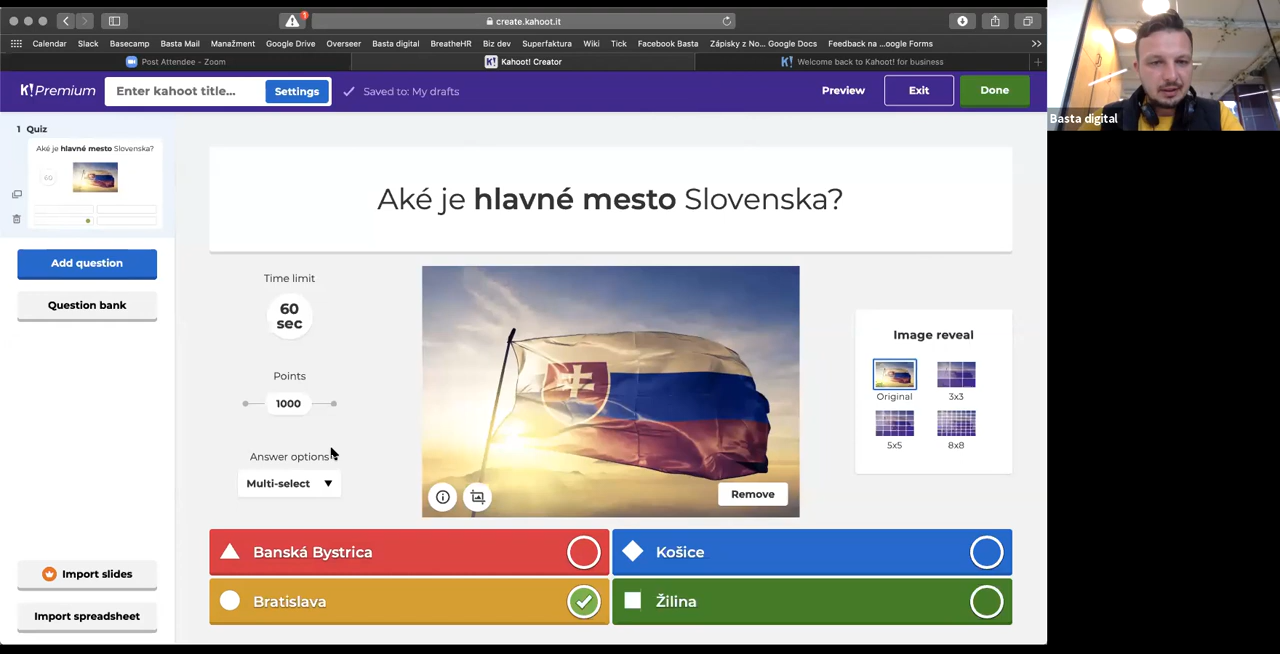 1
create.kahoot.it
Calendar Slack Basecamp Basta Mail Manažment Google Drive Overseer Basta digital BreatheHR Biz dev Superfaktura Wiki Tick Facebook Basta Zápisky z No... Google Docs Feedback na ...oogle Forms
Post Attendee - Zoom K! Kahoot! Creator K! Welcome back to Kahoot! for business
K!Premium Enter kahoot title... Settings Saved to: My drafts Preview Exit Done
Basta digital
1 Quiz
Aké je hlavné mesto Slovenska?
60
Aké je hlavné mesto Slovenska?
Add question
Question bank
Time limit
60
sec
Points
1000
Answer options
Multi-select
Remove
Image reveal
Original 3x3
5x5 8x8
Banská Bystrica Košice
Bratislava Žilina
Import slides
Import spreadsheet